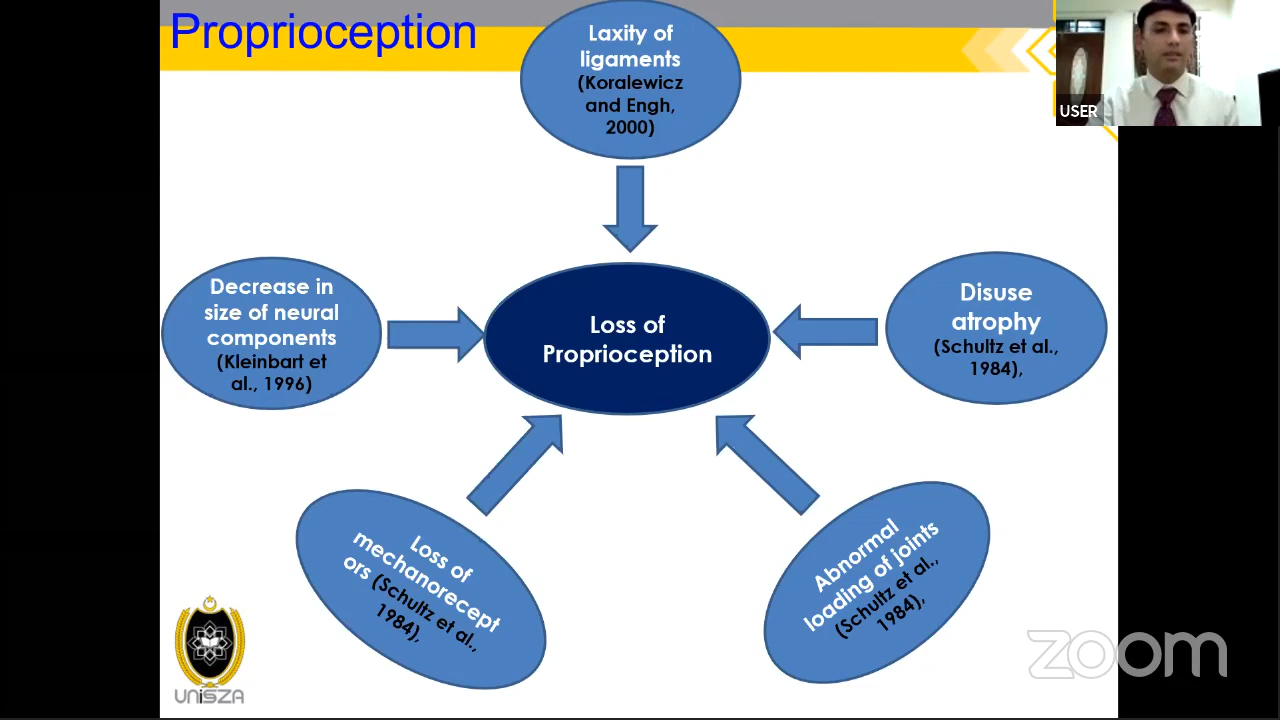 Proprioception
Laxity of
ligaments
(Koralewicz
and Engh,
2000)
USER
Decrease in
size of neural
components
(Kleinbart et
al., 1996)
Loss of
Proprioception
Disuse
atrophy
(Schultz et al.,
1984),
Loss of
mechanorecept
ors (Schultz et al.,
1984),
Abnormal
loading of joints
(Schultz et al.,
1984),
UNiSZA
zoom